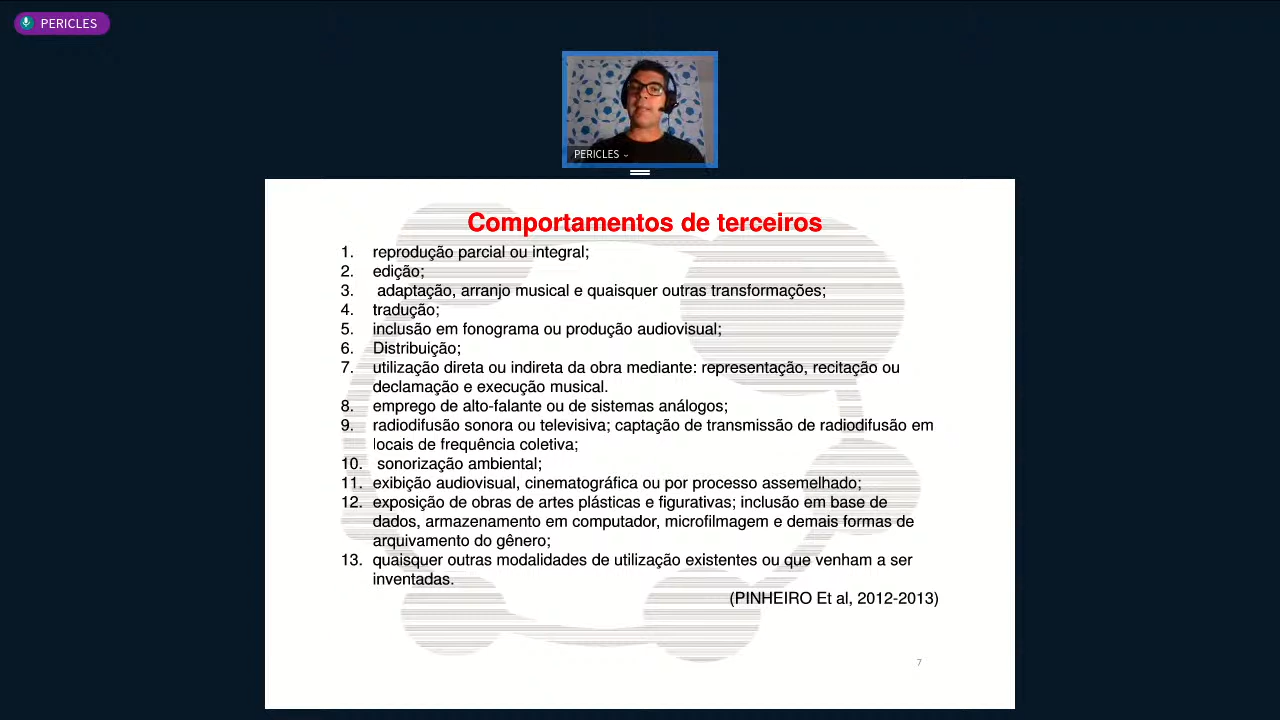 PERICLES
PERICLES
Comportamentos de terceiros
1. reprodução parcial ou integral;
2. edição;
3. adaptação, arranjo musical e quaisquer outras transformações;
4. tradução;
5. inclusão em fonograma ou produção audiovisual;
6. Distribuição;
7. utilização direta ou indireta da obra mediante: representação, recitação ou
declamação e execução musical.
8. emprego de alto-falante ou de sistemas análogos;
9. radiodifusão sonora ou televisiva; captação de transmissão de radiodifusão em
locais de frequência coletiva;
10. sonorização ambiental;
11. exibição audiovisual, cinematográfica ou por processo assemelhado;
12. exposição de obras de artes plásticas e figurativas; inclusão em base de
dados, armazenamento em computador, microfilmagem e demais formas de
arquivamento do gênero;
13. quaisquer outras modalidades de utilização existentes ou que venham a ser
inventadas.
(PINHEIRO Et al, 2012-2013)
7